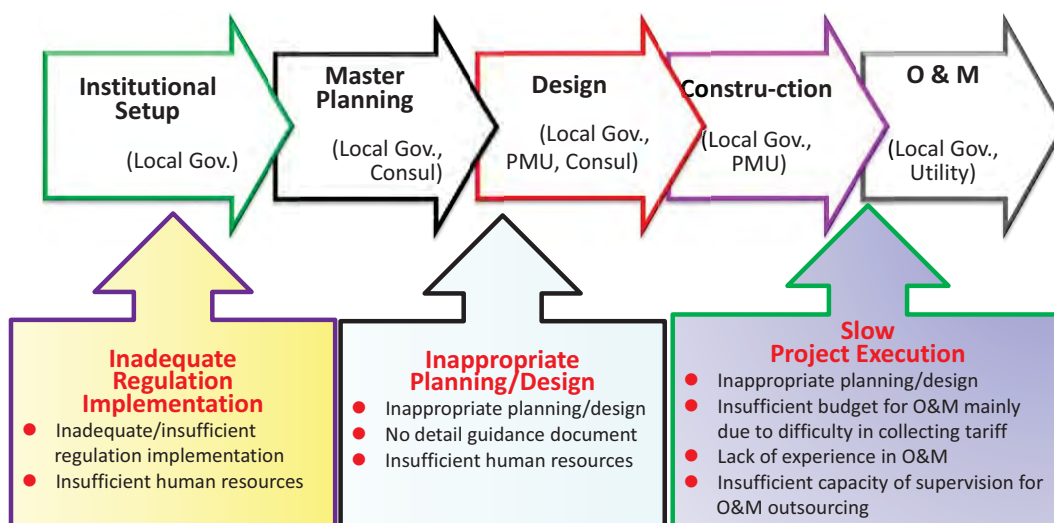 Institutional
Setup
(Local Gov.)
Master
Planning
(Local Gov.,
Consul)
Design
(Local Gov.,
PMU, Consul)
Constru-ction
(Local Gov.,
PMU)
O & M
(Local Gov.,
Utility)
Inadequate
Regulation
Implementation
● Inadequate/insufficient
regulation implementation
● Insufficient human resources
Inappropriate
Planning/Design
● Inappropriate planning/design
● No detail guidance document
● Insufficient human resources
Slow
Project Execution
● Inappropriate planning/design
● Insufficient budget for O&M mainly
due to difficulty in collecting tariff
● Lack of experience in O&M
● Insufficient capacity of supervision for
O&M outsourcing